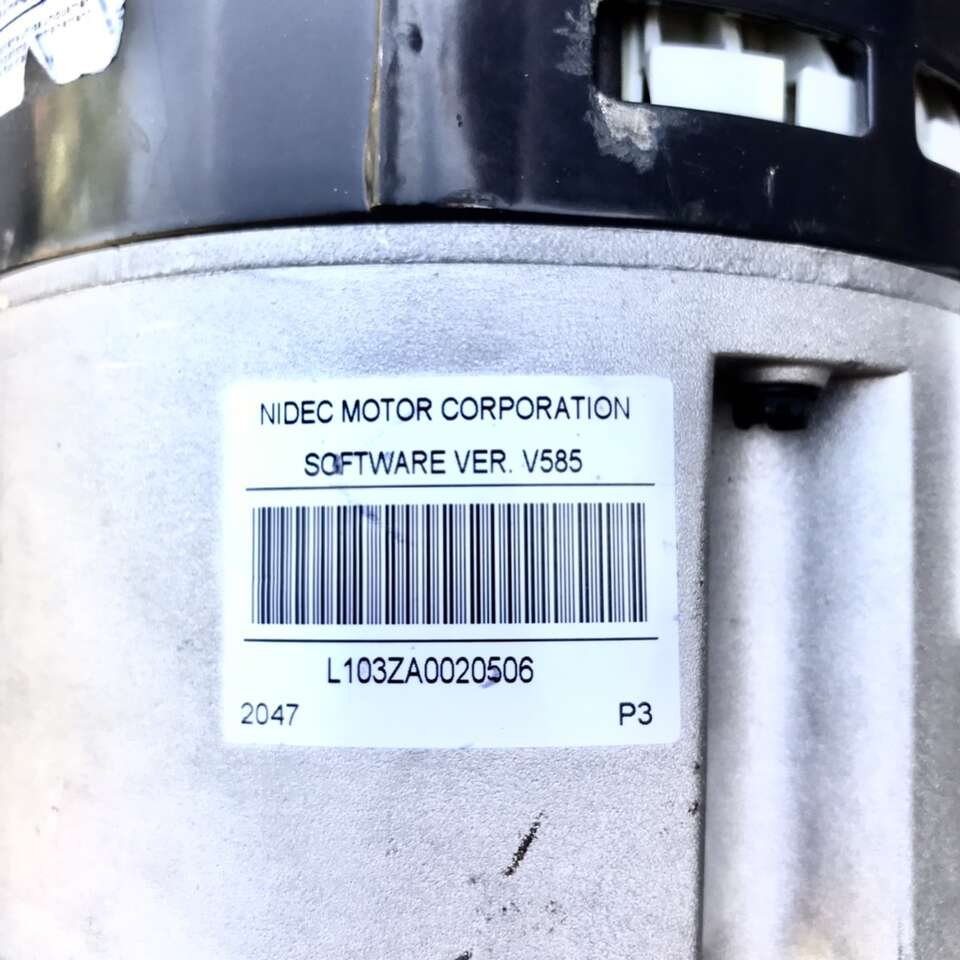 NIDEC MOTOR CORPORATION
SOFTWARE VER. V585
L103ZA0020506
2047 P3